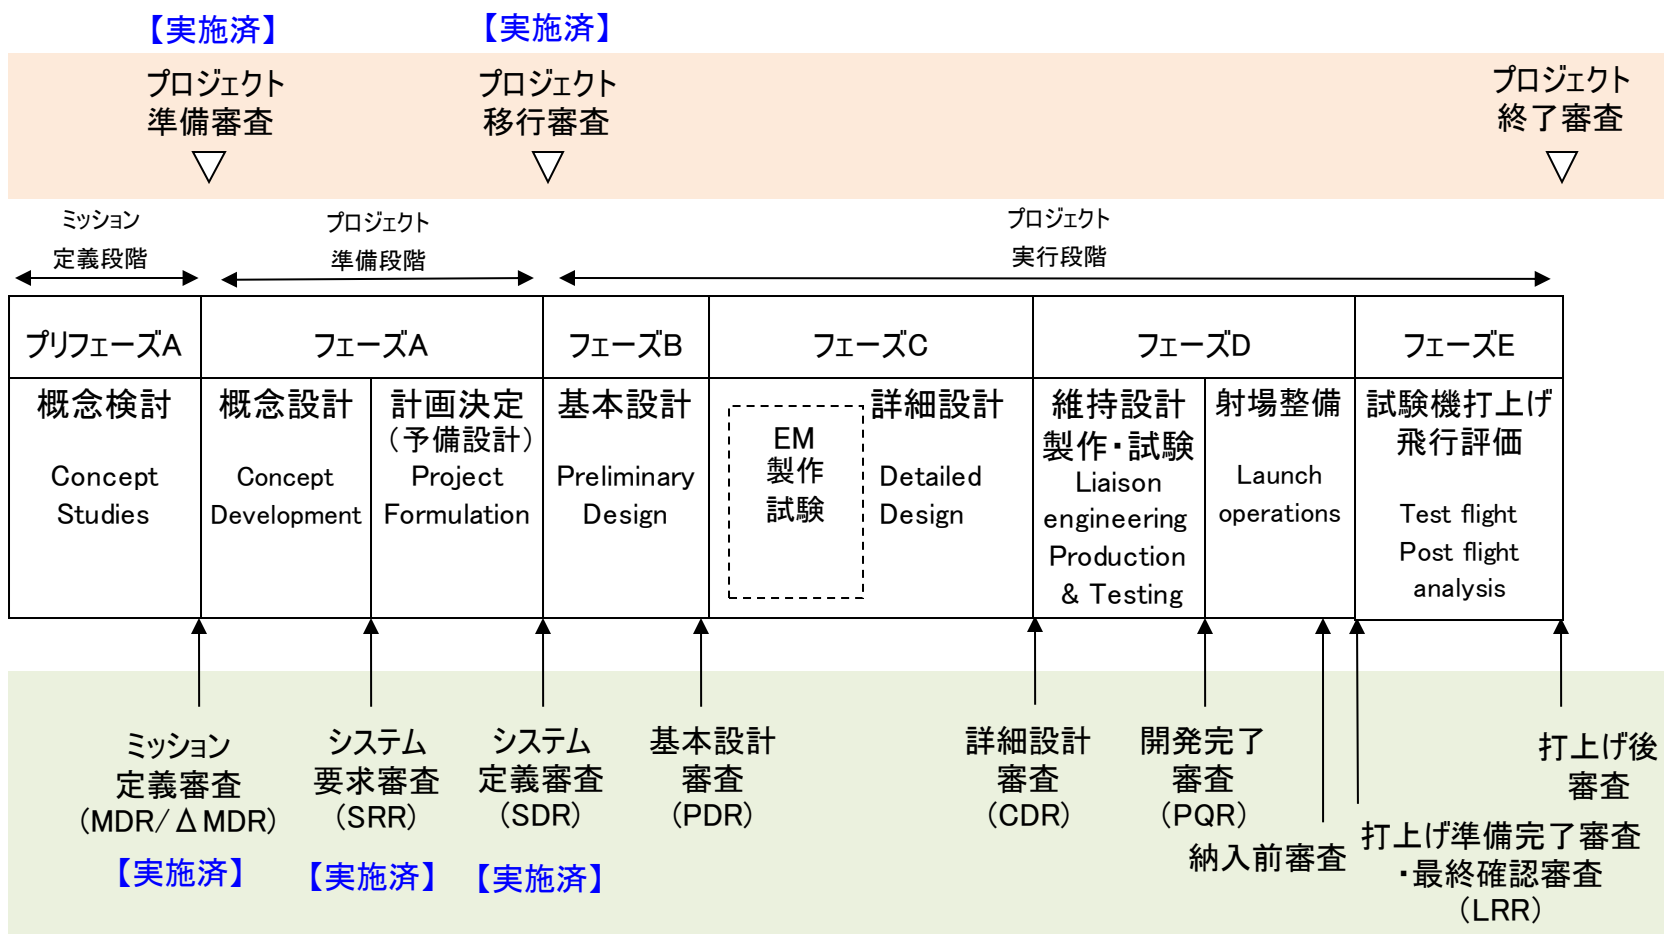 【実施済】
【実施済】
プロジェクト
準備審査
プロジェクト
移行審査
プロジェクト
終了審査
ミッション
定義段階
プロジェクト
準備段階
プロジェクト
実行段階
プリフェーズA
フェーズA
フェーズB
フェーズC
フェーズD
フェーズE
概念検討
Concept
Studies
概念設計
Concept
Development
計画決定
（予備設計）
Project
Formulation
基本設計
Preliminary
Design
EM
製作
試験
詳細設計
Detailed
Design
維持設計
製作・試験
Liaison
engineering
Production
& Testing
射場整備
Launch
operations
試験機打上げ
飛行評価
Test flight
Post flight
analysis
ミッション
定義審査
（MDR/ΔMDR）
【実施済】
システム
要求審査
（SRR）
【実施済】
システム
定義審査
（SDR）
【実施済】
基本設計
審査
（PDR）
詳細設計
審査
（CDR）
開発完了
審査
（PQR）
納入前審査
打上げ準備完了審査
・最終確認審査
（LRR）
打上げ後
審査